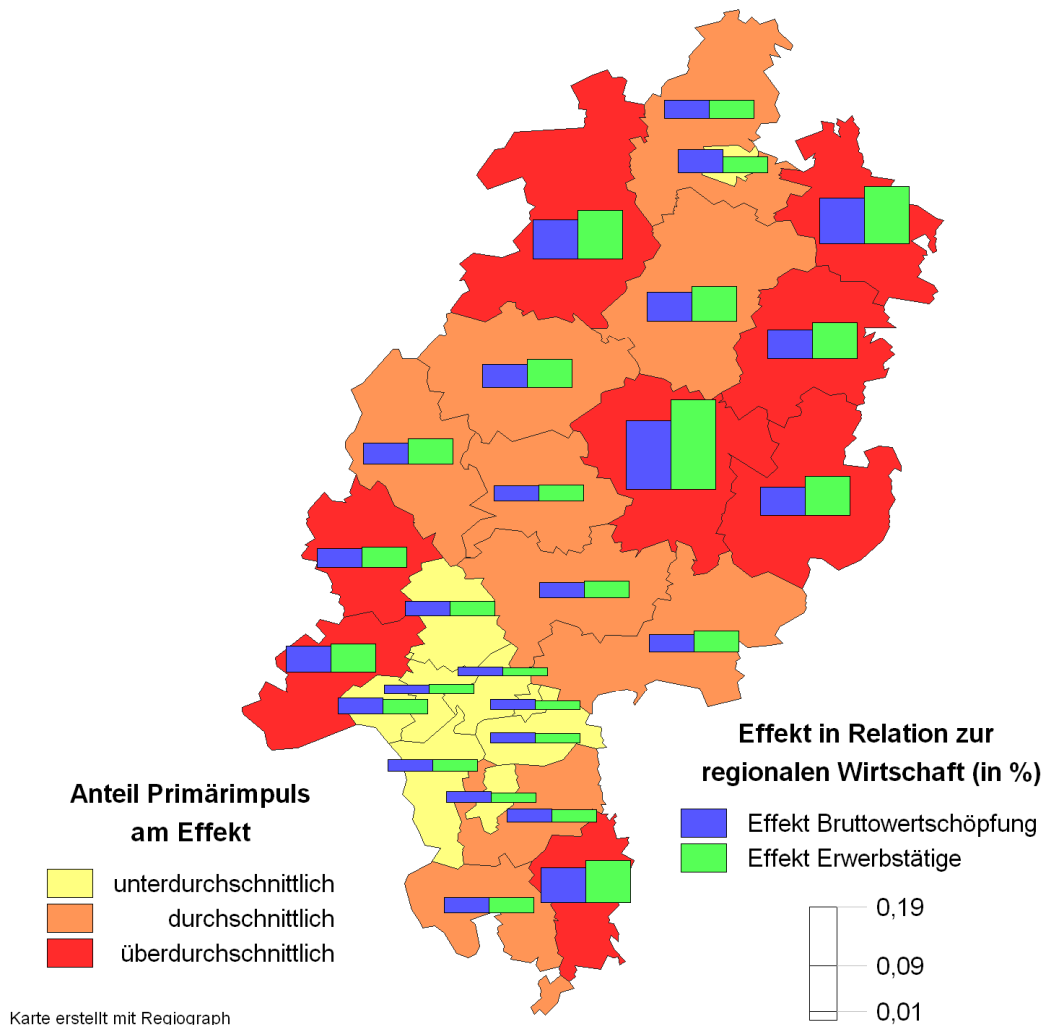 Effekt in Relation zur
regionalen Wirtschaft (in %)
Effekt Bruttowertschöpfung
Effekt Erwerbstätige
0,19
0,09
0,01
Anteil Primärimpuls
am Effekt
unterdurchschnittlich
durchschnittlich
überdurchschnittlich
Karte erstellt mit Regiograph